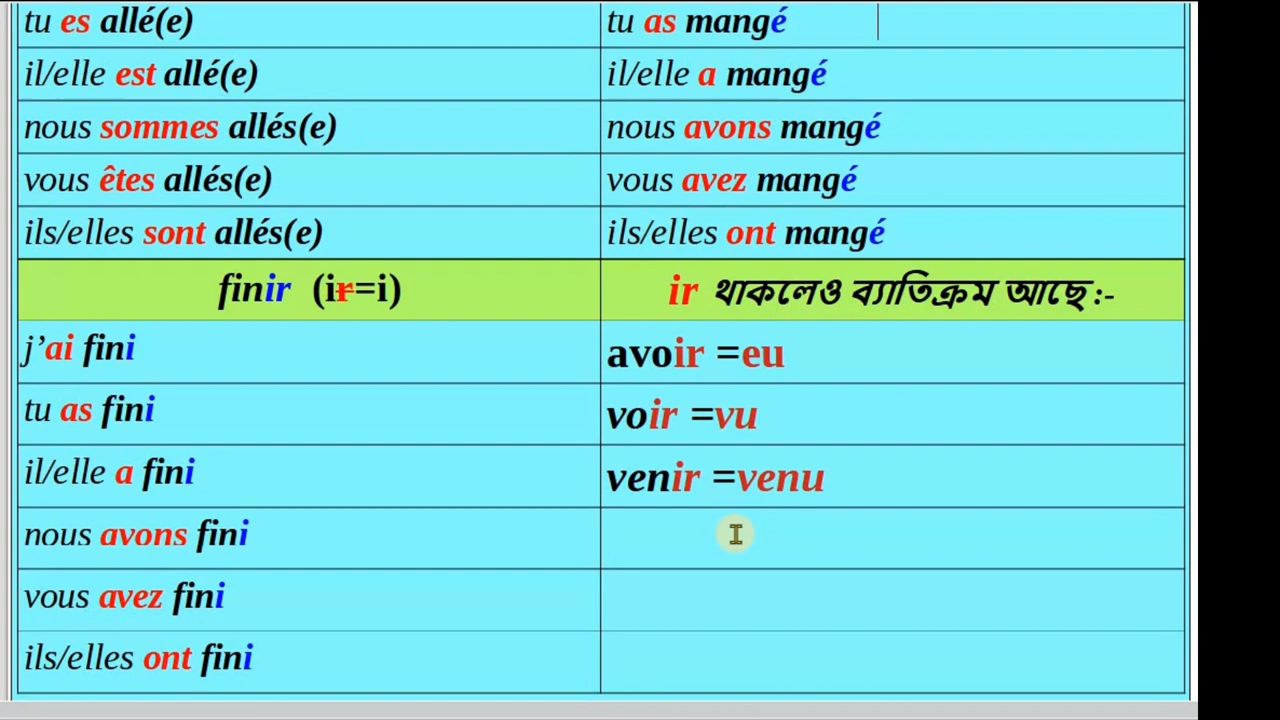 tu es allé(e)
tu as mangé
il/elle est allé(e)
il/elle a mangé
nous sommes allés(e)
nous avons mangé
vous êtes allés(e)
vous avez mangé
ils/elles sont allés(e)
ils/elles ont mangé
finir (ir=i)
ir থাকলেও ব্যাতিক্রম আছে:-
j’ai fini
avoir =eu
tu as fini
voir =vu
il/elle a fini
venir =venu
nous avons fini
vous avez fini
ils/elles ont fini